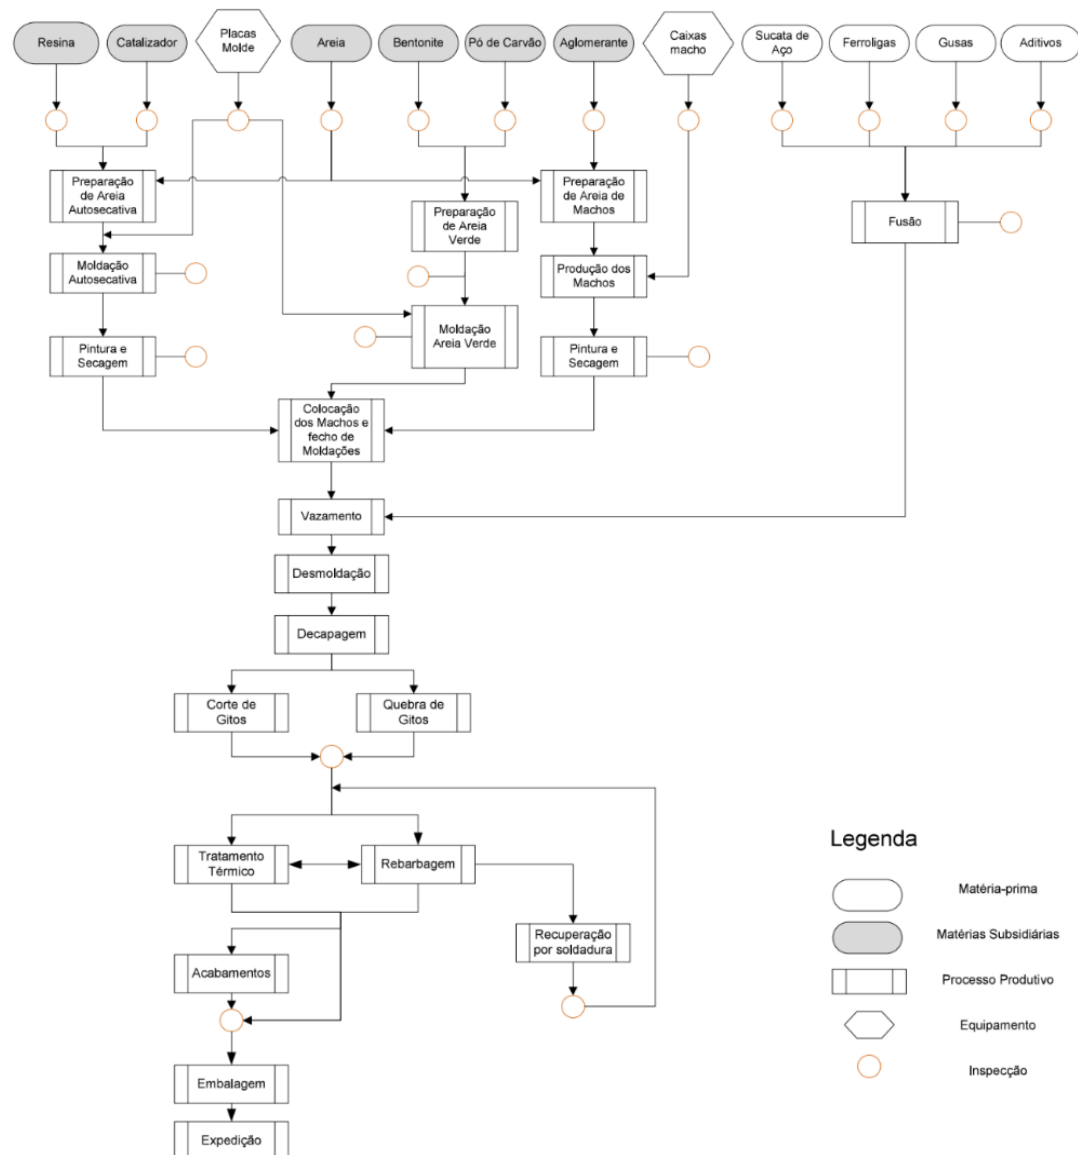 Resina
Catalizador
Placas
Molde
Areia
Bentonite
Pó de Carvão
Aglomerante
Caixas
macho
Sucata de
Aço
Ferroligas
Gusas
Aditivos
Preparação
de Areia
Autosecativa
Preparação
de Areia
Verde
Preparação
de Areia de
Machos
Fusão
Moldação
Autosecativa
Produção dos
Machos
Moldação
Areia Verde
Pintura e
Secagem
Pintura e
Secagem
Colocação
dos Machos e
fecho de
Moldações
Vazamento
Desmoldação
Decapagem
Corte de
Gitos
Quebra de
Gitos
Tratamento
Térmico
Rebarbagem
Recuperação
por soldadura
Acabamentos
Embalagem
Expedição
Legenda
Matéria-prima
Matérias Subsidiárias
Processo Produtivo
Equipamento
Inspecção